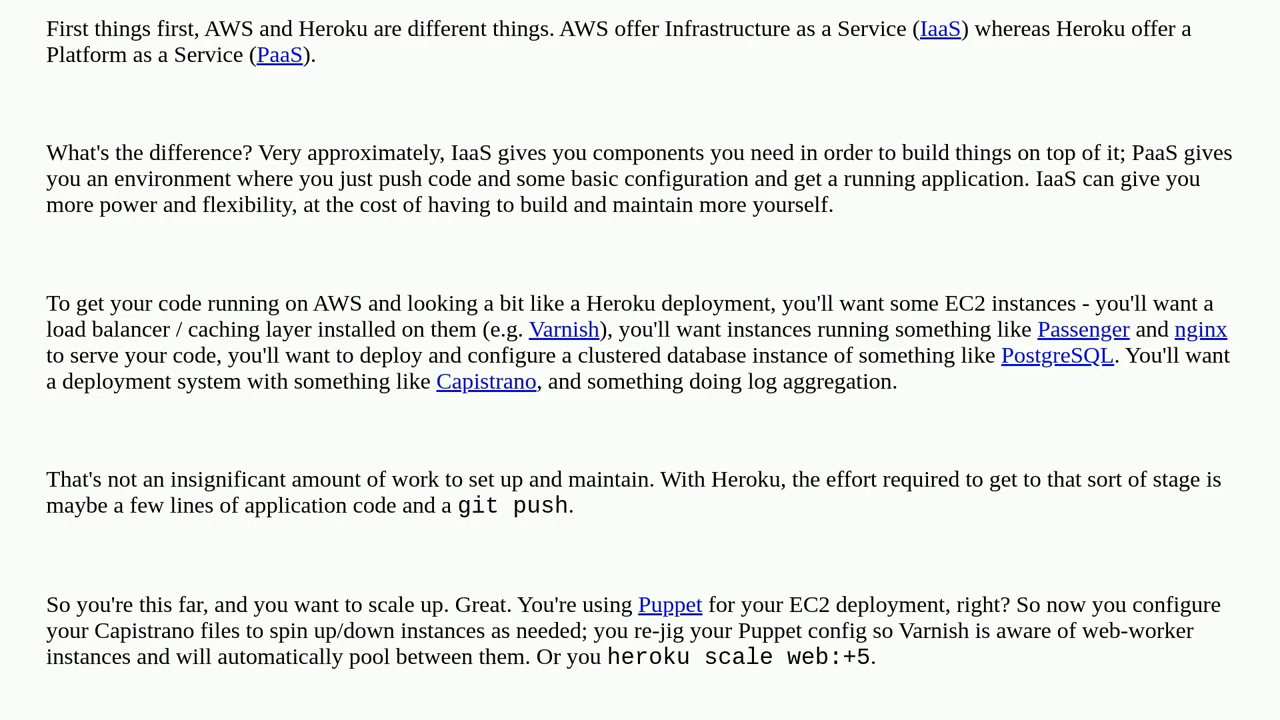 First things first, AWS and Heroku are different things. AWS offer Infrastructure as a Service (IaaS) whereas Heroku offer a
Platform as a Service (PaaS).
What's the difference? Very approximately, IaaS gives you components you need in order to build things on top of it; PaaS gives
you an environment where you just push code and some basic configuration and get a running application. IaaS can give you
more power and flexibility, at the cost of having to build and maintain more yourself.
To get your code running on AWS and looking a bit like a Heroku deployment, you'll want some EC2 instances - you'll want a
load balancer / caching layer installed on them (e.g. Varnish), you'll want instances running something like Passenger and nginx
to serve your code, you'll want to deploy and configure a clustered database instance of something like PostgreSQL. You'll want
a deployment system with something like Capistrano, and something doing log aggregation.
That's not an insignificant amount of work to set up and maintain. With Heroku, the effort required to get to that sort of stage is
maybe a few lines of application code and a git push.
So you're this far, and you want to scale up. Great. You're using Puppet for your EC2 deployment, right? So now you configure
your Capistrano files to spin up/down instances as needed; you re-jig your Puppet config so Varnish is aware of web-worker
instances and will automatically pool between them. Or you heroku scale web:+5.